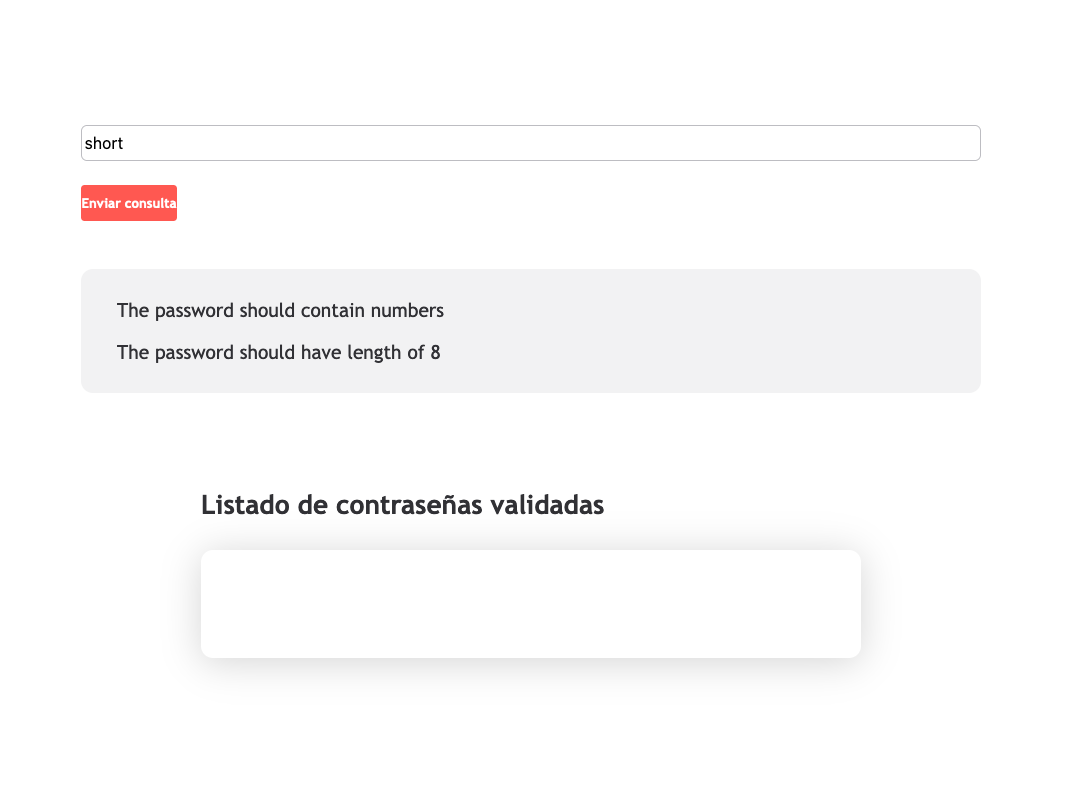 short
Enviar consulta
The password should contain numbers
The password should have length of 8
Listado de contraseñas validadas